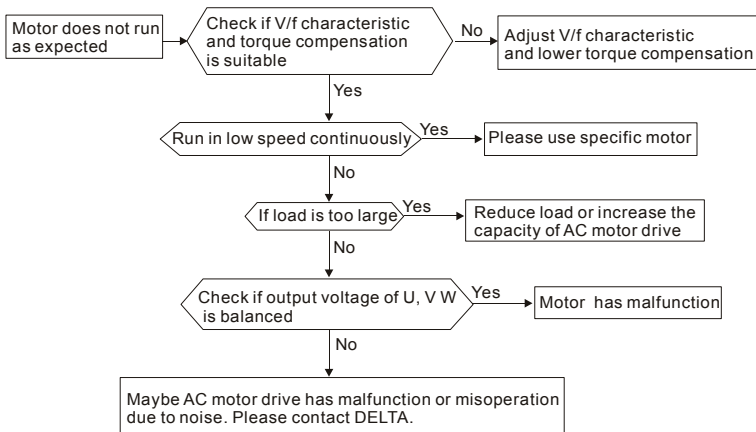 Motor does not run
as expected
Check if V/f characteristic
and torque compensation
is suitable
No
Adjust V/f characteristic
and lower torque compensation
Yes
Run in low speed continuously
Yes
Please use specific motor
No
If load is too large
Yes
Reduce load or increase the
capacity of AC motor drive
No
Check if output voltage of U, V W
is balanced
Yes
Motor has malfunction
No
Maybe AC motor drive has malfunction or misoperation
due to noise. Please contact DELTA.